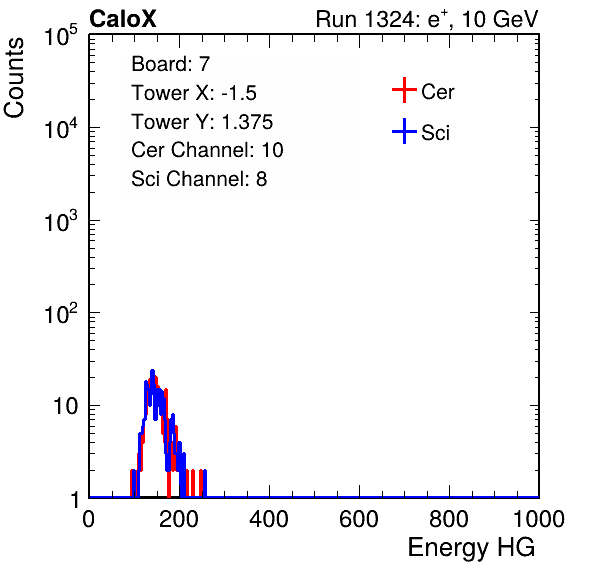 CaloX Run 1324: e⁺, 10 GeV
Counts
Board: 7
Tower X: -1.5
Tower Y: 1.375
Cer Channel: 10
Sci Channel: 8
Cer
Sci
10⁵
10⁴
10³
10²
10
1
0 200 400 600 800 1000
Energy HG